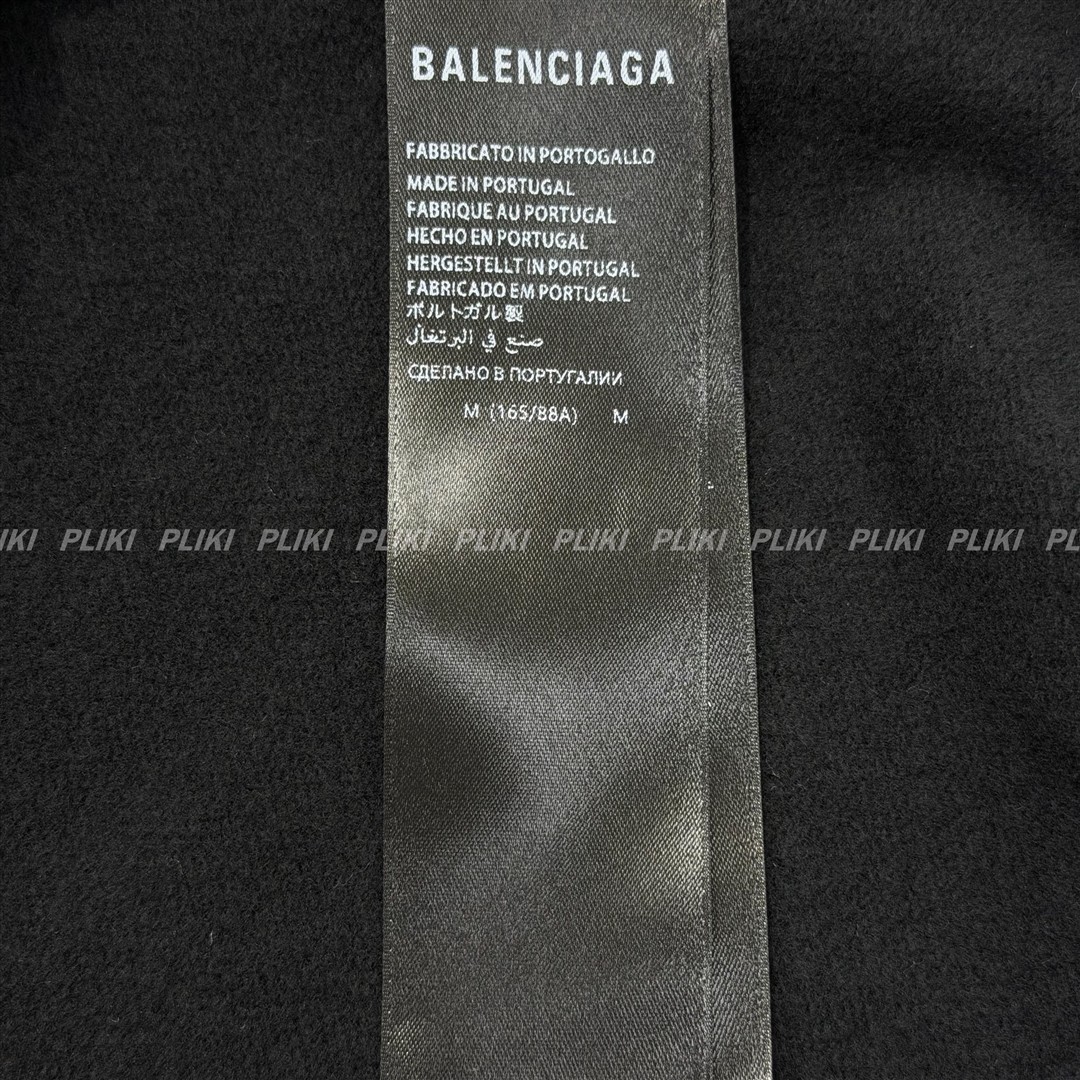 BALENCIAGA
FABBRICATO IN PORTOGALLO
MADE IN PORTUGAL
FABRIQUE AU PORTUGAL
HECHO EN PORTUGAL
HERGESTELLT IN PORTUGAL
FABRICADO EM PORTUGAL
ポルトガル製
صنع في البرتغال
СДЕЛАНО В ПОРТУГАЛИИ
M (165/88A) M
IKI PLIKI PLIKI PLIKI PLIKI PLIKI PLIKI PLIKI PLIKI PLIKI PLIKI PL